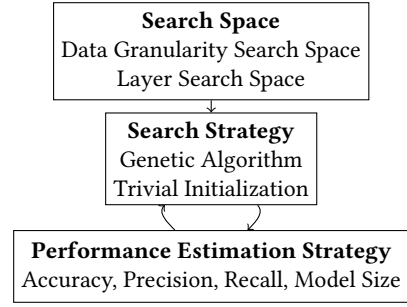 Search Space
Data Granularity Search Space
Layer Search Space
Search Strategy
Genetic Algorithm
Trivial Initialization
Performance Estimation Strategy
Accuracy, Precision, Recall, Model Size